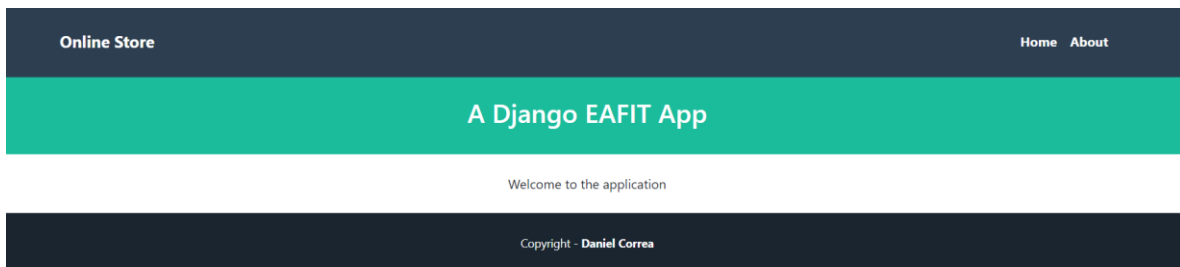 Online Store Home About
A Django EAFIT App
Welcome to the application
Copyright - Daniel Correa